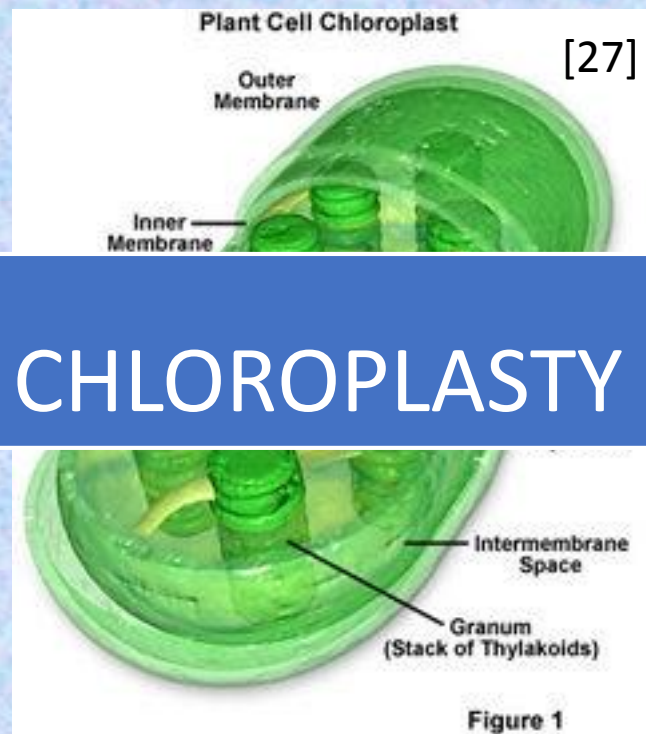 Plant Cell Chloroplast
[27]
Outer
Membrane
Inner
Membrane
CHLOROPLASTY
Intermembrane
Space
Granum
(Stack of Thylakoids)
Figure 1